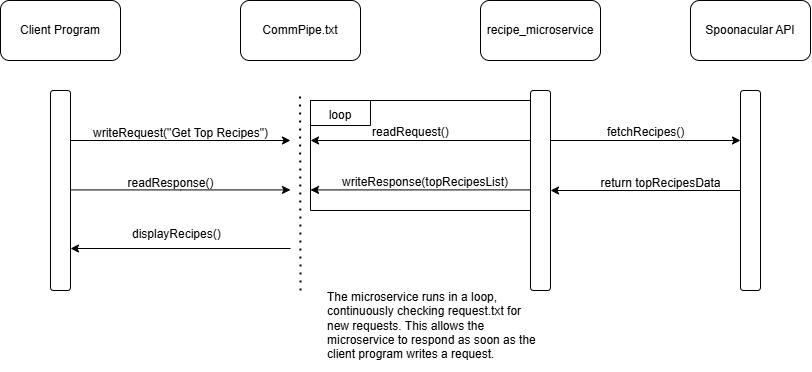 Client Program
CommPipe.txt
recipe_microservice
Spoonacular API
loop
writeRequest("Get Top Recipes")
readRequest()
fetchRecipes()
readResponse()
writeResponse(topRecipesList)
return topRecipesData
displayRecipes()
The microservice runs in a loop,
continuously checking request.txt for
new requests. This allows the
microservice to respond as soon as the
client program writes a request.